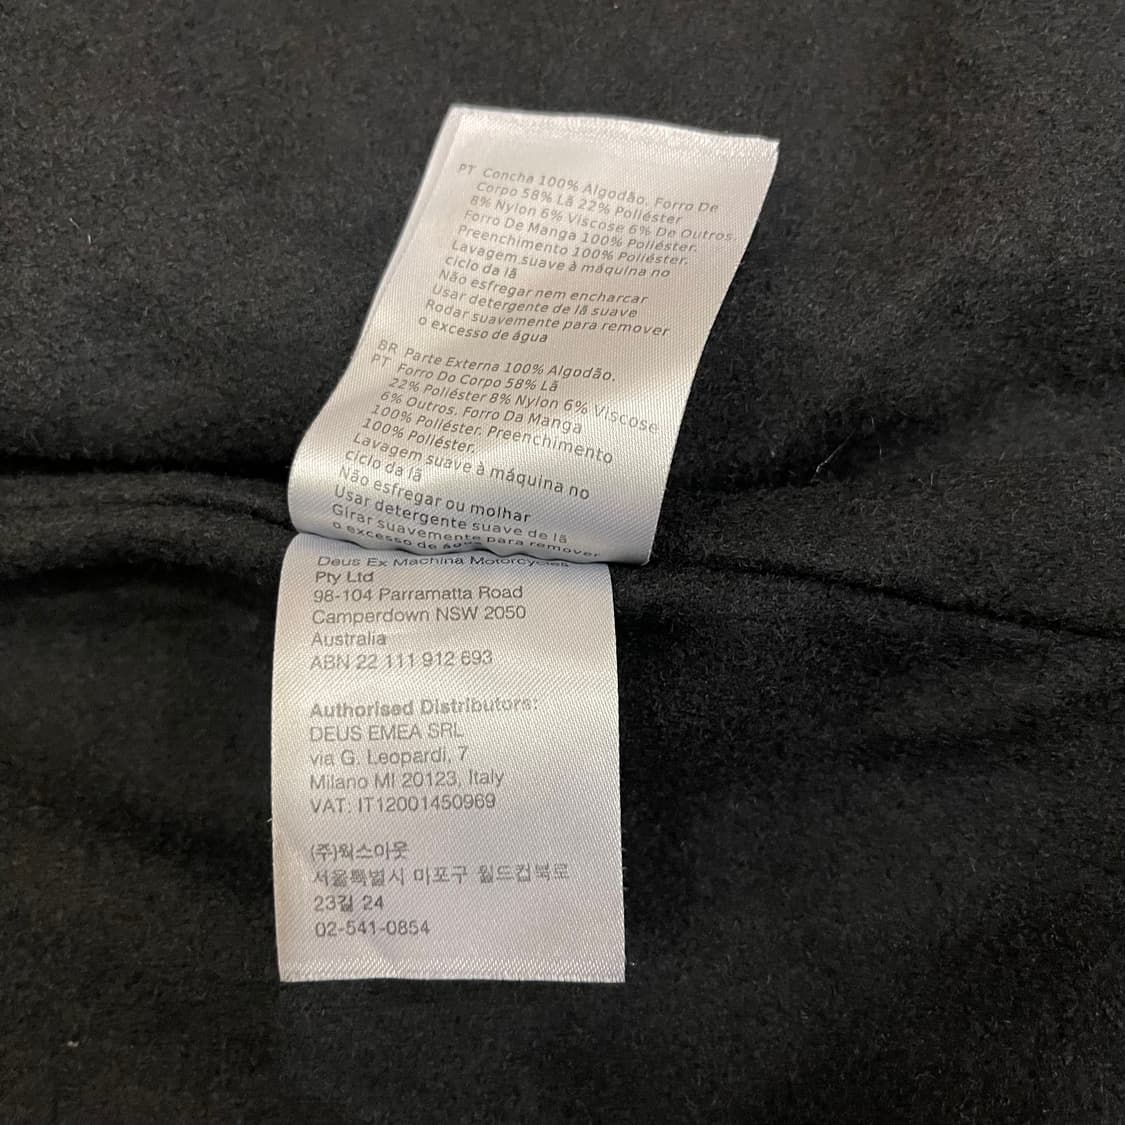 PT Concha 100% Algodão. Forro De
Corpo 58% Lã 22% Poliéster
8% Nylon 6% Viscose 6% De Outros.
Forro De Manga 100% Poliéster.
Preenchimento 100% Poliéster.
Lavagem suave à máquina no
ciclo da lã
Não esfregar nem encharcar
Usar detergente de lã suave
Rodar suavemente para remover
o excesso de água
BR Parte Externa 100% Algodão.
PT Forro Do Corpo 58% Lã
22% Poliéster 8% Nylon 6% Viscose
6% Outros. Forro Da Manga
100% Poliéster. Preenchimento
100% Poliéster.
Lavagem suave à máquina no
ciclo da lã
Não esfregar ou molhar
Usar detergente suave de lã
Girar suavemente para remover
o excesso de água
Deus Ex Machina Motorcycles
Pty Ltd
98-104 Parramatta Road
Camperdown NSW 2050
Australia
ABN 22 111 912 693
Authorised Distributors:
DEUS EMEA SRL
via G. Leopardi, 7
Milano MI 20123, Italy
VAT: IT12001450969
(주)웍스아웃
서울특별시 마포구 월드컵북로
23길 24
02-541-0854